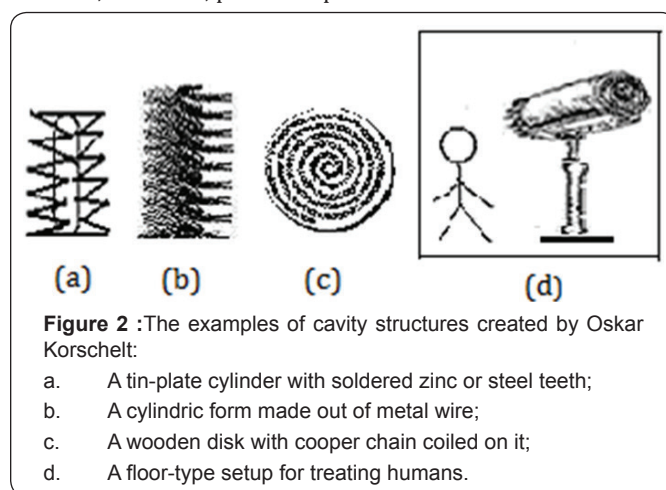 (a) (b) (c) (d)
Figure 2 :The examples of cavity structures created by Oskar
Korschelt:
a. A tin-plate cylinder with soldered zinc or steel teeth;
b. A cylindric form made out of metal wire;
c. A wooden disk with cooper chain coiled on it;
d. A floor-type setup for treating humans.